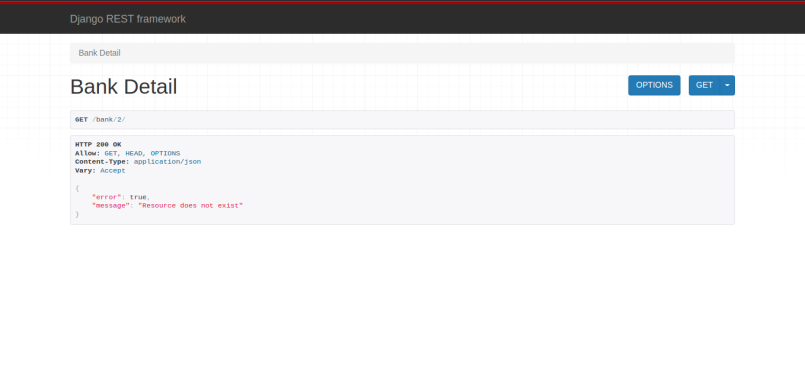 Django REST framework
Bank Detail
Bank Detail
OPTIONS
GET
GET /bank/2/
HTTP 200 OK
Allow: GET, HEAD, OPTIONS
Content-Type: application/json
Vary: Accept
{
    "error": true,
    "message": "Resource does not exist"
}